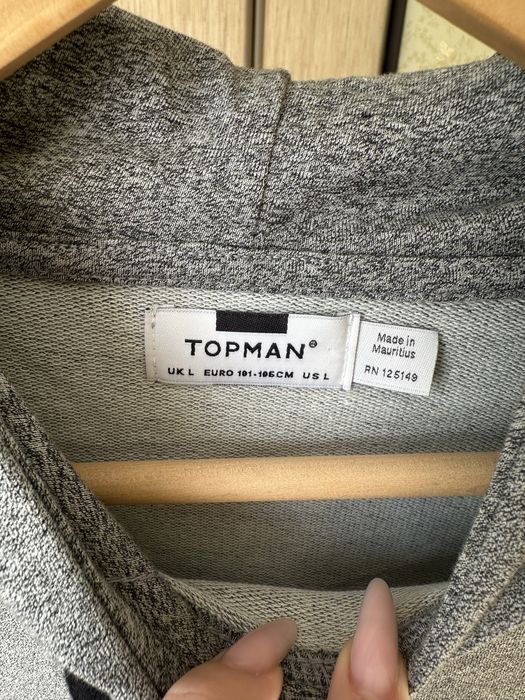 TOPMAN®
UK L EURO 101-105CM US L
Made in
Mauritius
RN 125149